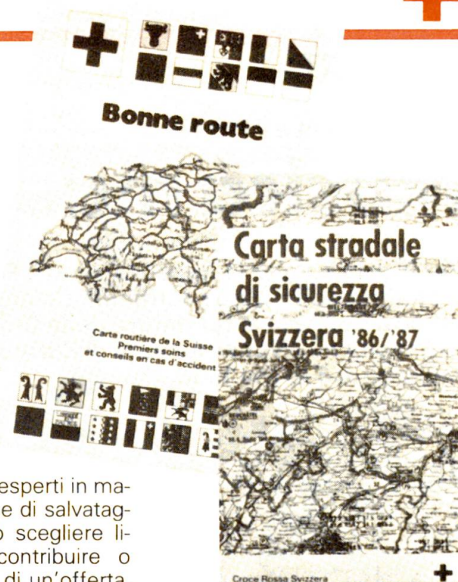 Bonne route
Carte routière de la Suisse
Premiers soins
et conseils en cas d'accident
Carta stradale
di sicurezza
Svizzera '86/'87
Croce Rossa Svizzera
esperti in ma-
e di salvatag-
o scegliere li-
contribuire o
di un'offerta